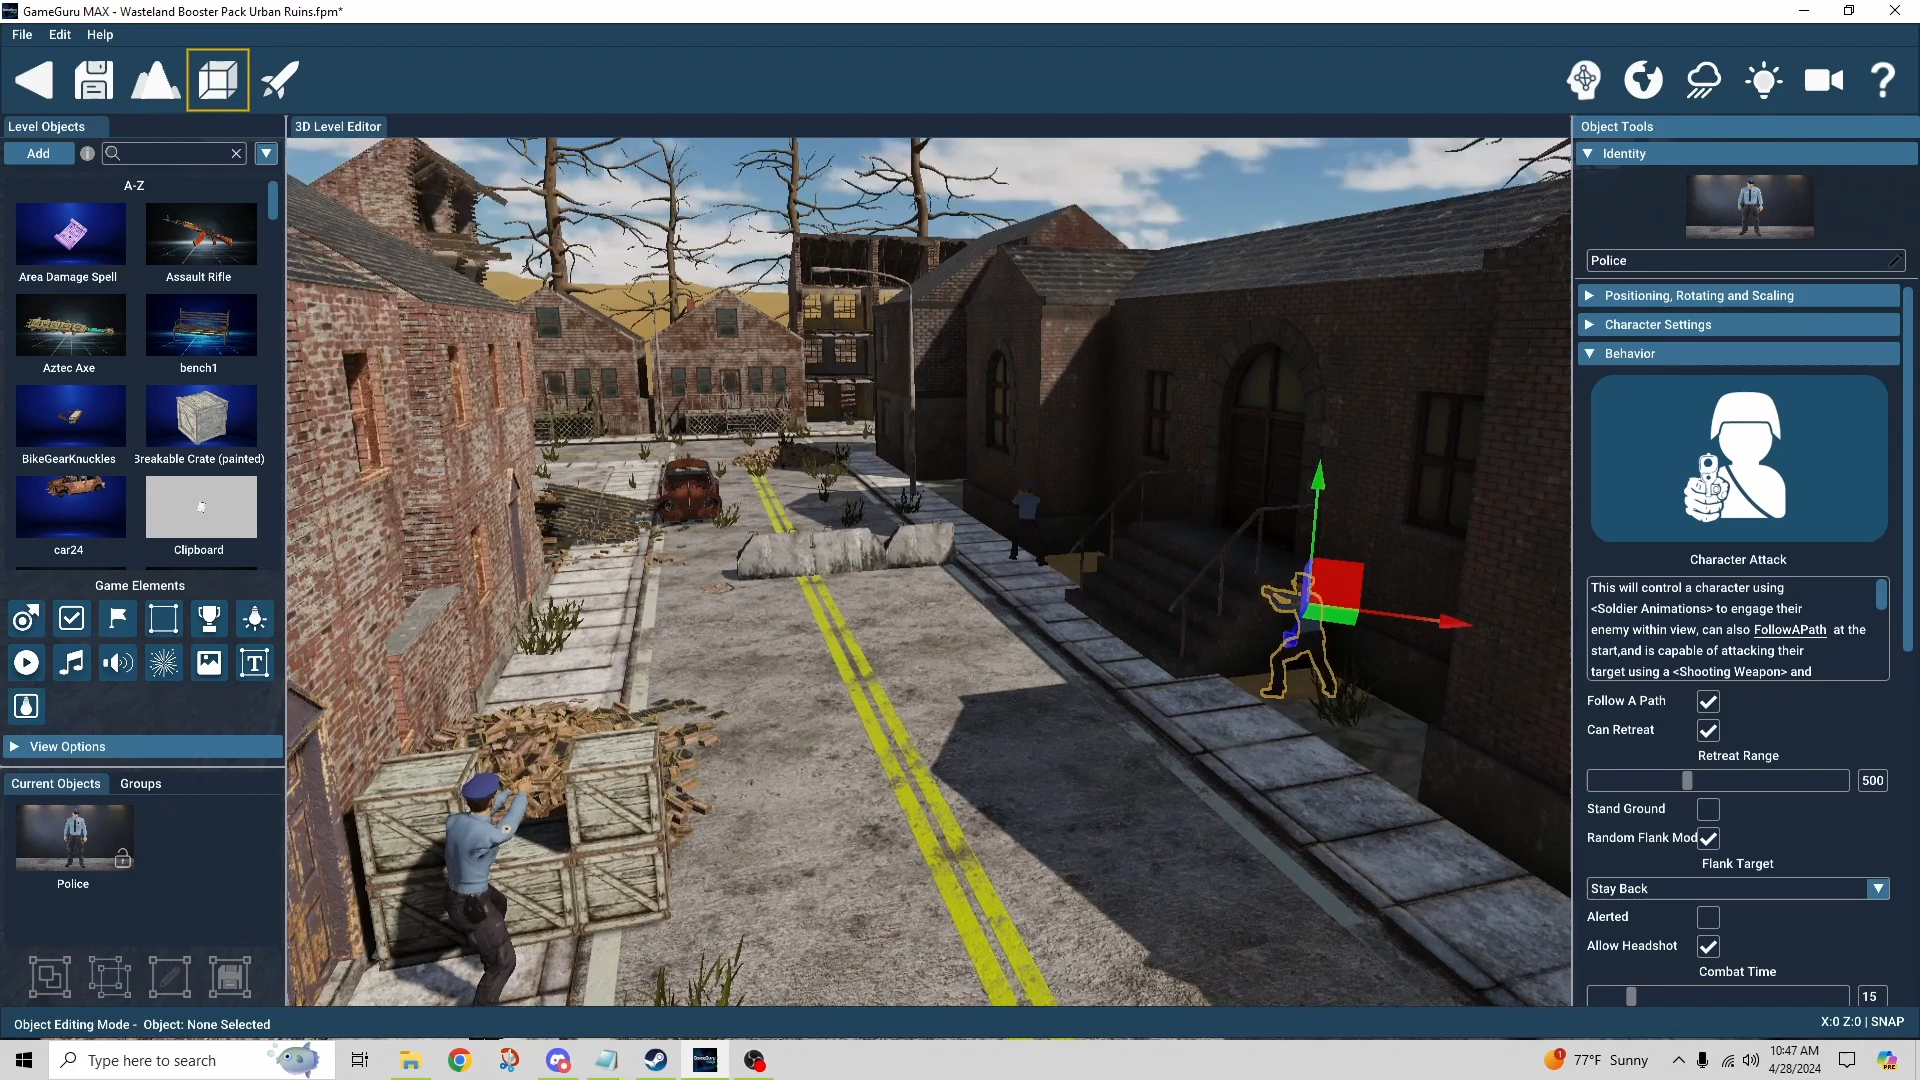 GameGuru MAX - Wasteland Booster Pack Urban Ruins.fpm*
File Edit Help
Level Objects
3D Level Editor
Object Tools
Add
A-Z
Area Damage Spell
Assault Rifle
Aztec Axe
bench1
BikeGearKnuckles
Breakable Crate (painted)
car24
Clipboard
Game Elements
View Options
Current Objects Groups
Police
Identity
Police
Positioning, Rotating and Scaling
Character Settings
Behavior
Character Attack
This will control a character using
<Soldier Animations> to engage their
enemy within view, can also FollowAPath at the
start,and is capable of attacking their
target using a <Shooting Weapon> and
Follow A Path
Can Retreat
Retreat Range
500
Stand Ground
Random Flank Mod
Flank Target
Stay Back
Alerted
Allow Headshot
Combat Time
15
Object Editing Mode - Object: None Selected
X:0 Z:0 | SNAP
Type here to search
1
77°F Sunny
10:47 AM
4/28/2024
PRE